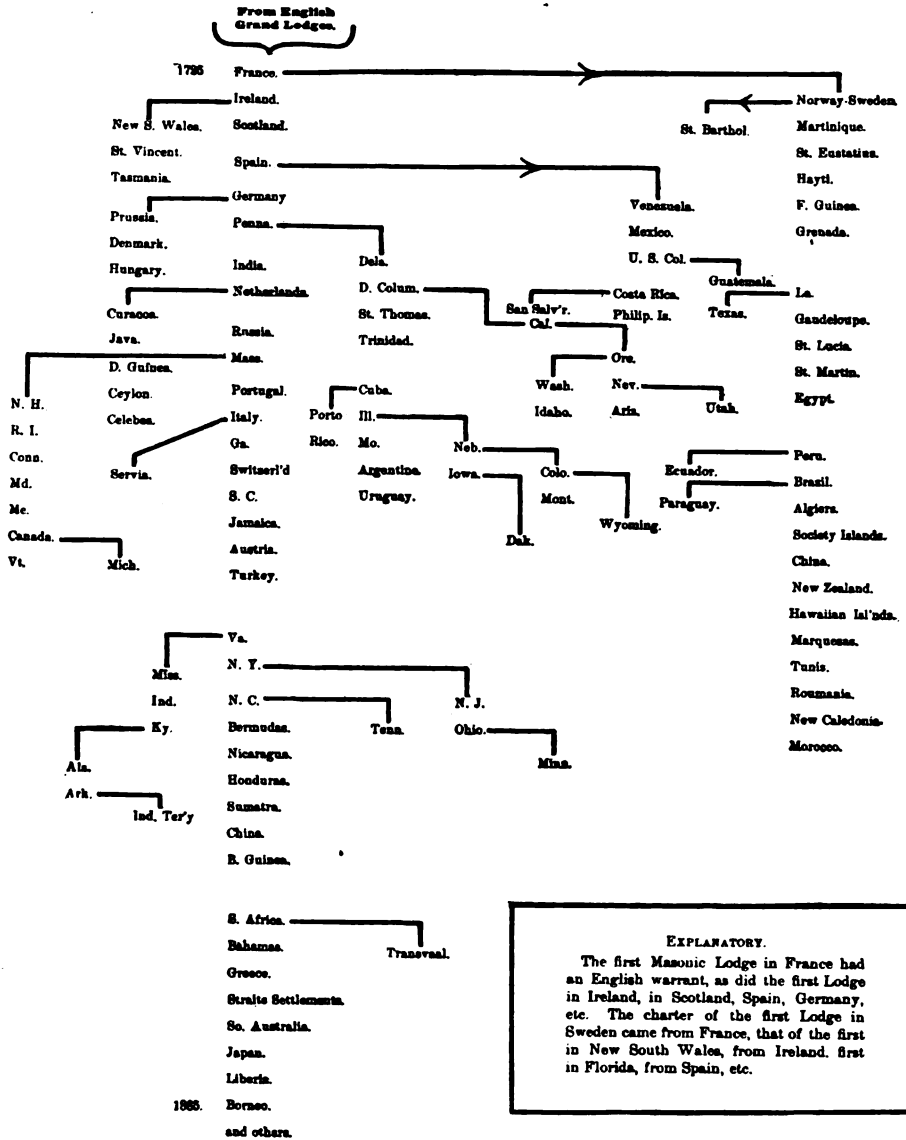 From English
Grand Lodges.
1725
France.
Ireland.
Scotland.
Spain.
Germany
Penna.
India.
Netherlands.
Russia.
Mass.
Portugal.
Italy.
Ga.
Switserl'd
S. C.
Jamaica.
Austria.
Turkey.
Va.
N. Y.
N. C.
Bermudas.
Nicaragua.
Honduras.
Sumatra.
China.
B. Guinea.
S. Africa.
Bahamas.
Greece.
Straits Settlements.
So. Australia.
Japan.
Liberia.
1885.
Borneo.
and others.
New S. Wales.
St. Vincent.
Tasmania.
Prussia.
Denmark.
Hungary.
Curacoa.
Java.
D. Guinea.
Ceylon.
Celebes.
Servia.
N. H.
R. I.
Conn.
Md.
Me.
Canada.
Vt.
Mich.
Miss.
Ind.
Ky.
Ala.
Ark.
Ind. Ter'y
Dela.
D. Colum.
St. Thomas.
Trinidad.
Cuba.
Ill.
Mo.
Argentina.
Uruguay.
Porto
Rico.
Neb.
Iowa.
Dak.
Colo.
Mont.
Wyoming.
Tenn.
N. J.
Ohio.
Minn.
Transvaal.
Venezuela.
Mexico.
U. S. Col.
Guatemala.
Costa Rica.
Philip. Is.
San Salv'r.
Cal.
Ore.
Nev.
Aria.
Wash.
Idaho.
Utah.
Norway-Sweden.
Martinique.
St. Eustatius.
Hayti.
F. Guinea.
Grenada.
La.
Gaudeloupe.
St. Lucia.
St. Martin.
Egypt.
Peru.
Brazil.
Algiers.
Society Islands.
China.
New Zealand.
Hawaiian Isl'nds.
Marquesas.
Tunis.
Roumania.
New Caledonia.
Morocco.
St. Barthol.
Texas.
Ecuador.
Paraguay.
EXPLANATORY.
The first Masonic Lodge in France had
an English warrant, as did the first Lodge
in Ireland, in Scotland, Spain, Germany,
etc. The charter of the first Lodge in
Sweden came from France, that of the first
in New South Wales, from Ireland. first
in Florida, from Spain, etc.